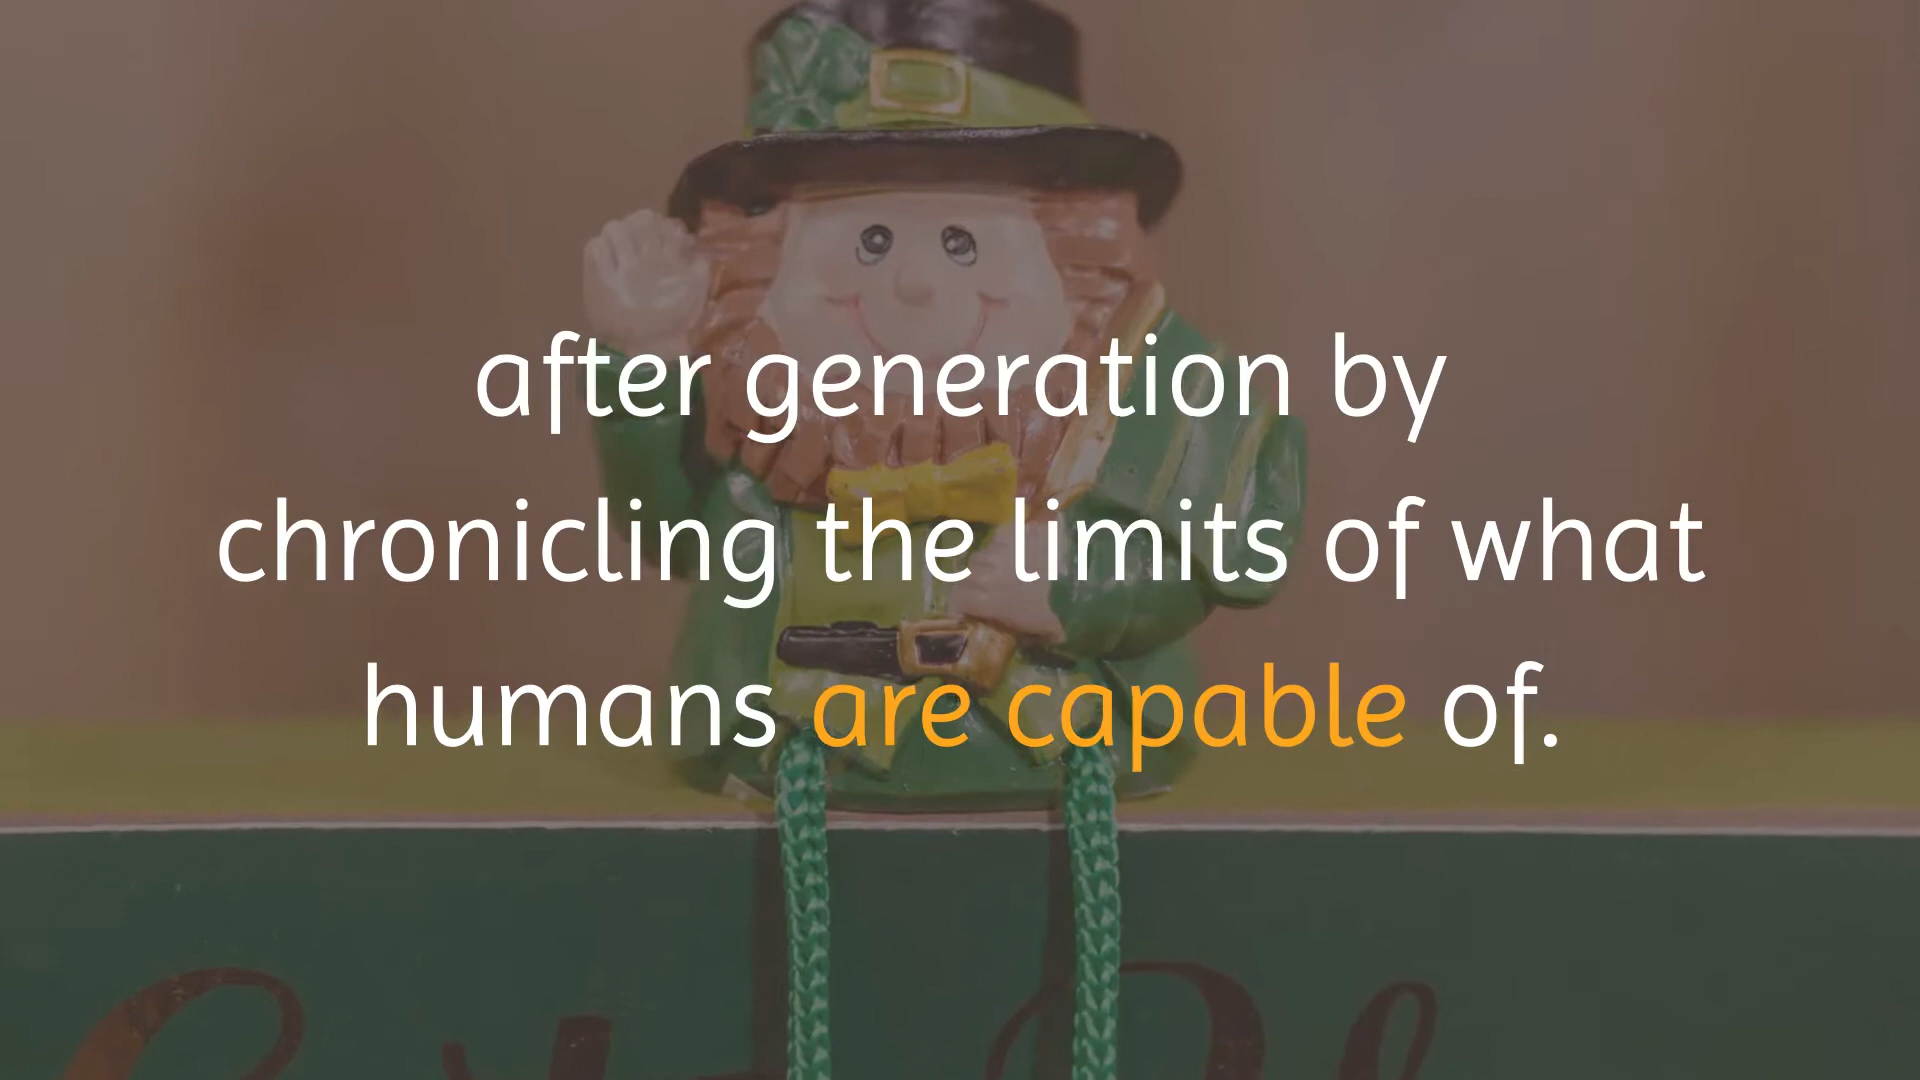 after generation by
chronicling the limits of what
humans are capable of.